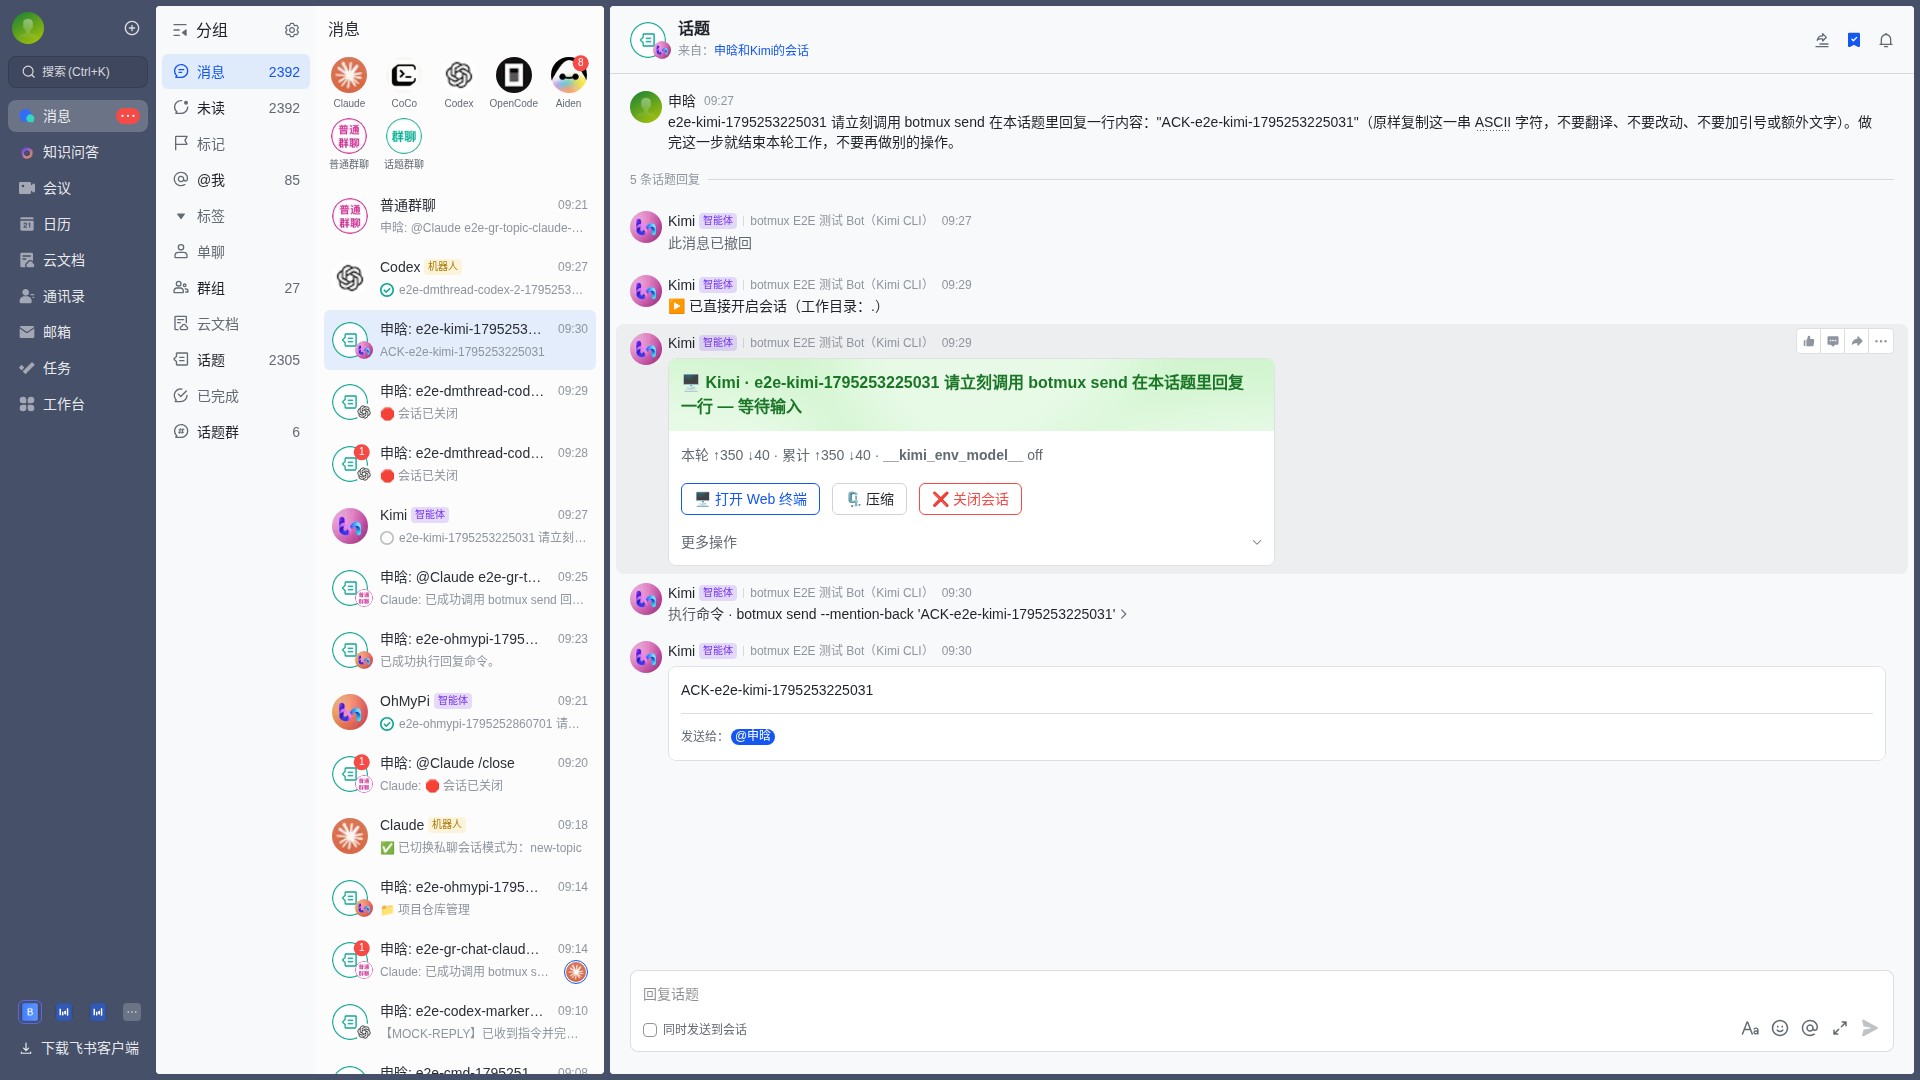 搜索 (Ctrl+K)
消息
知识问答
会议
日历
云文档
通讯录
邮箱
任务
工作台
下载飞书客户端
分组
消息 2392
未读 2392
标记
@我 85
标签
单聊
群组 27
云文档
话题 2305
已完成
话题群 6
消息
8
Claude CoCo Codex OpenCode Aiden
普通群聊 群聊
普通群聊 话题群聊
普通群聊
普通群聊 09:21
申晗: @Claude e2e-gr-topic-claude-…
Codex 机器人 09:27
e2e-dmthread-codex-2-1795253…
申晗: e2e-kimi-1795253… 09:30
ACK-e2e-kimi-1795253225031
申晗: e2e-dmthread-cod… 09:29
会话已关闭
1
申晗: e2e-dmthread-cod… 09:28
会话已关闭
Kimi 智能体 09:27
e2e-kimi-1795253225031 请立刻…
申晗: @Claude e2e-gr-t… 09:25
Claude: 已成功调用 botmux send 回…
申晗: e2e-ohmypi-1795… 09:23
已成功执行回复命令。
OhMyPi 智能体 09:21
e2e-ohmypi-1795252860701 请…
1
申晗: @Claude /close 09:20
Claude: 会话已关闭
Claude 机器人 09:18
已切换私聊会话模式为：new-topic
申晗: e2e-ohmypi-1795… 09:14
项目仓库管理
1
申晗: e2e-gr-chat-claud… 09:14
Claude: 已成功调用 botmux s…
申晗: e2e-codex-marker… 09:10
【MOCK-REPLY】已收到指令并完…
申晗: e2e-cmd-1795251… 09:08
话题
来自：申晗和Kimi的会话
申晗 09:27
e2e-kimi-1795253225031 请立刻调用 botmux send 在本话题里回复一行内容："ACK-e2e-kimi-1795253225031"（原样复制这一串 ASCII 字符，不要翻译、不要改动、不要加引号或额外文字）。做
完这一步就结束本轮工作，不要再做别的操作。
5 条话题回复
Kimi 智能体 botmux E2E 测试 Bot（Kimi CLI） 09:27
此消息已撤回
Kimi 智能体 botmux E2E 测试 Bot（Kimi CLI） 09:29
已直接开启会话（工作目录：.）
Kimi 智能体 botmux E2E 测试 Bot（Kimi CLI） 09:29
Kimi · e2e-kimi-1795253225031 请立刻调用 botmux send 在本话题里回复
一行 — 等待输入
本轮 ↑350 ↓40 · 累计 ↑350 ↓40 · __kimi_env_model__ off
打开 Web 终端 压缩 关闭会话
更多操作
Kimi 智能体 botmux E2E 测试 Bot（Kimi CLI） 09:30
执行命令 · botmux send --mention-back 'ACK-e2e-kimi-1795253225031'
Kimi 智能体 botmux E2E 测试 Bot（Kimi CLI） 09:30
ACK-e2e-kimi-1795253225031
发送给： @申晗
回复话题
同时发送到会话